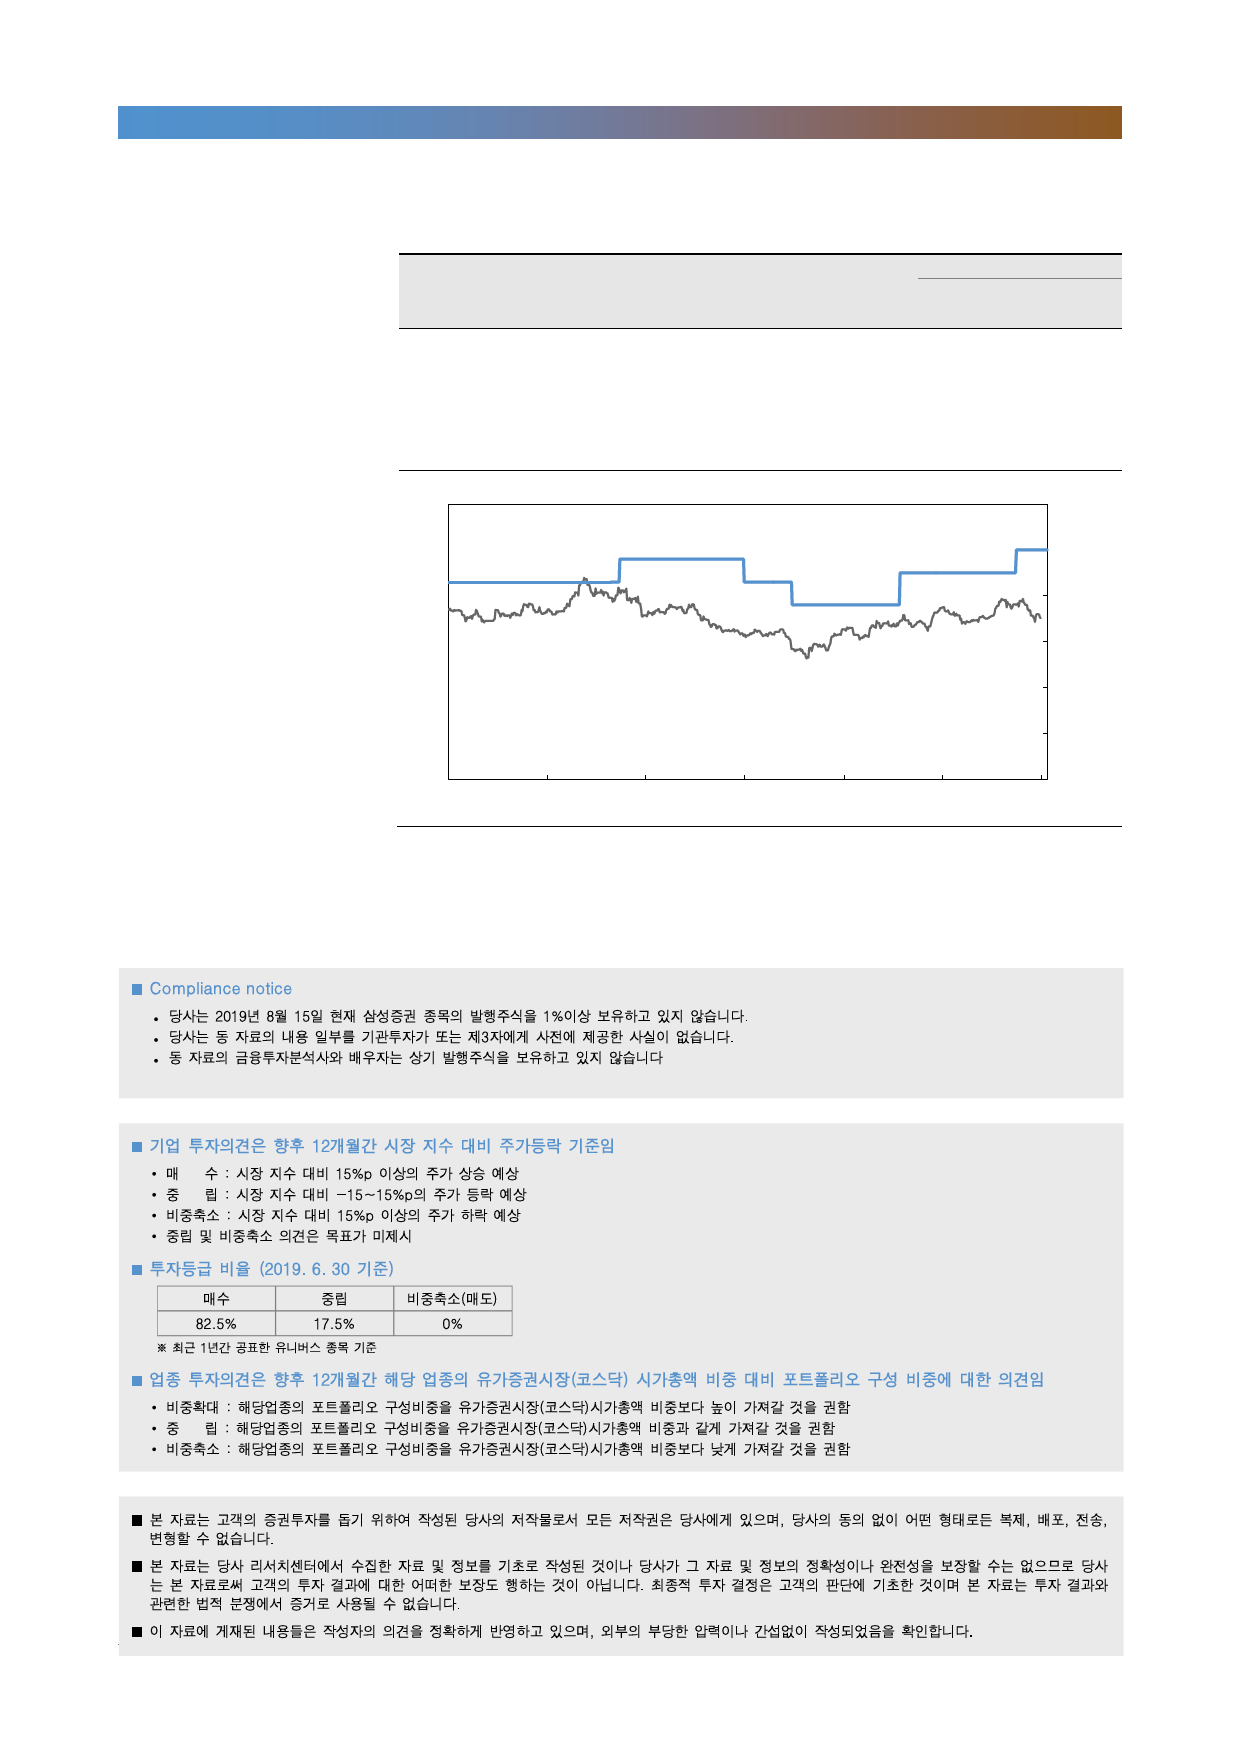 ■ Compliance notice
• 당사는 2019년 8월 15일 현재 삼성증권 종목의 발행주식을 1%이상 보유하고 있지 않습니다.
• 당사는 동 자료의 내용 일부를 기관투자가 또는 제3자에게 사전에 제공한 사실이 없습니다.
• 동 자료의 금융투자분석사와 배우자는 상기 발행주식을 보유하고 있지 않습니다
■ 기업 투자의견은 향후 12개월간 시장 지수 대비 주가등락 기준임
• 매 수 : 시장 지수 대비 15%p 이상의 주가 상승 예상
• 중 립 : 시장 지수 대비 -15~15%p의 주가 등락 예상
• 비중축소 : 시장 지수 대비 15%p 이상의 주가 하락 예상
• 중립 및 비중축소 의견은 목표가 미제시
■ 투자등급 비율 (2019. 6. 30 기준)
매수 중립 비중축소(매도)
82.5% 17.5% 0%
※ 최근 1년간 공표한 유니버스 종목 기준
■ 업종 투자의견은 향후 12개월간 해당 업종의 유가증권시장(코스닥) 시가총액 비중 대비 포트폴리오 구성 비중에 대한 의견임
• 비중확대 : 해당업종의 포트폴리오 구성비중을 유가증권시장(코스닥)시가총액 비중보다 높이 가져갈 것을 권함
• 중 립 : 해당업종의 포트폴리오 구성비중을 유가증권시장(코스닥)시가총액 비중과 같게 가져갈 것을 권함
• 비중축소 : 해당업종의 포트폴리오 구성비중을 유가증권시장(코스닥)시가총액 비중보다 낮게 가져갈 것을 권함
■ 본 자료는 고객의 증권투자를 돕기 위하여 작성된 당사의 저작물로서 모든 저작권은 당사에게 있으며, 당사의 동의 없이 어떤 형태로든 복제, 배포, 전송,
변형할 수 없습니다.
■ 본 자료는 당사 리서치센터에서 수집한 자료 및 정보를 기초로 작성된 것이나 당사가 그 자료 및 정보의 정확성이나 완전성을 보장할 수는 없으므로 당사
는 본 자료로써 고객의 투자 결과에 대한 어떠한 보장도 행하는 것이 아닙니다. 최종적 투자 결정은 고객의 판단에 기초한 것이며 본 자료는 투자 결과와
관련한 법적 분쟁에서 증거로 사용될 수 없습니다.
■ 이 자료에 게재된 내용들은 작성자의 의견을 정확하게 반영하고 있으며, 외부의 부당한 압력이나 간섭없이 작성되었음을 확인합니다.